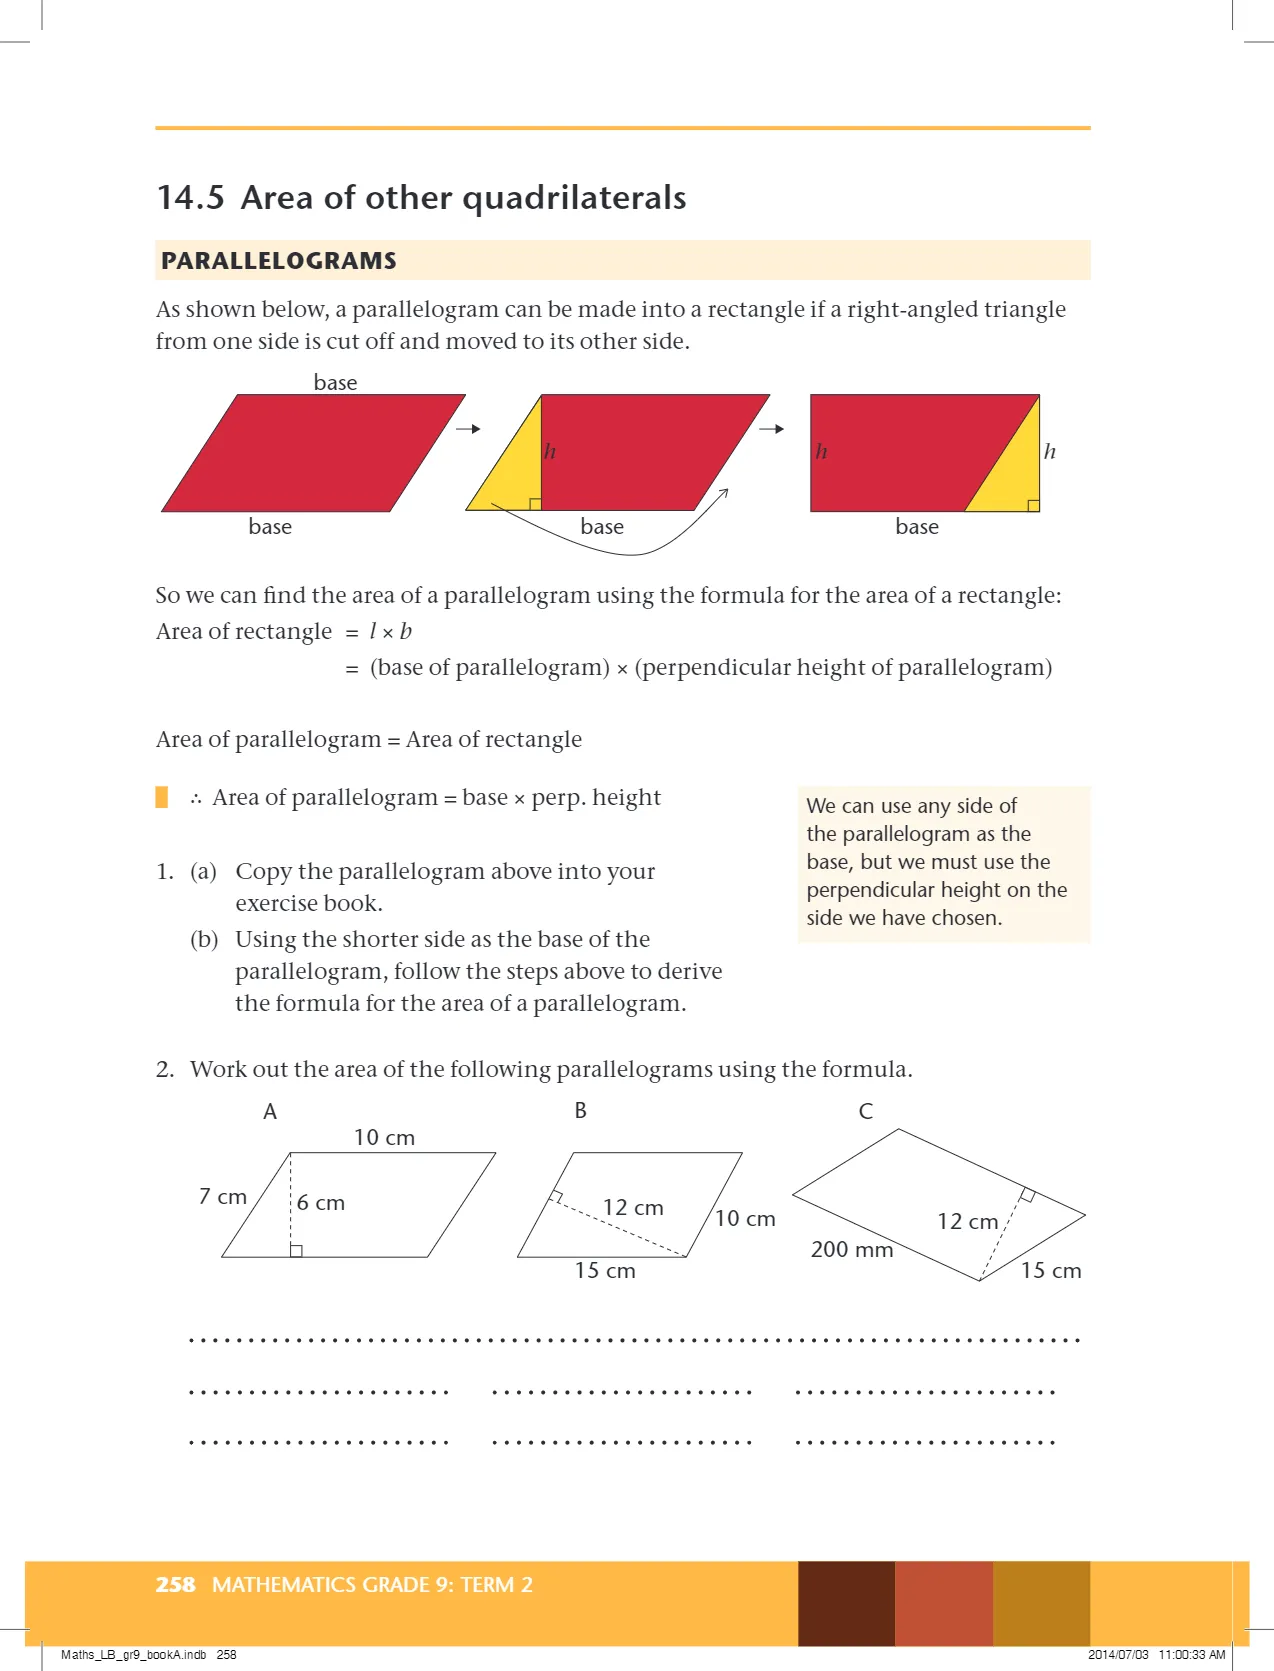 14.5 Area of other quadrilaterals
PARALLELOGRAMS
As shown below, a parallelogram can be made into a rectangle if a right-angled triangle
from one side is cut off and moved to its other side.
base
h
h
h
base
base
base
So we can find the area of a parallelogram using the formula for the area of a rectangle:
Area of rectangle = l × b
= (base of parallelogram) × (perpendicular height of parallelogram)
Area of parallelogram = Area of rectangle
∴ Area of parallelogram = base × perp. height
We can use any side of
the parallelogram as the
base, but we must use the
perpendicular height on the
side we have chosen.
1. (a) Copy the parallelogram above into your
exercise book.
(b) Using the shorter side as the base of the
parallelogram, follow the steps above to derive
the formula for the area of a parallelogram.
2. Work out the area of the following parallelograms using the formula.
A
10 cm
7 cm
6 cm
B
12 cm
10 cm
15 cm
C
12 cm
200 mm
15 cm
258 MATHEMATICS GRADE 9: TERM 2
Maths_LB_gr9_bookA.indb 258
2014/07/03 11:00:33 AM